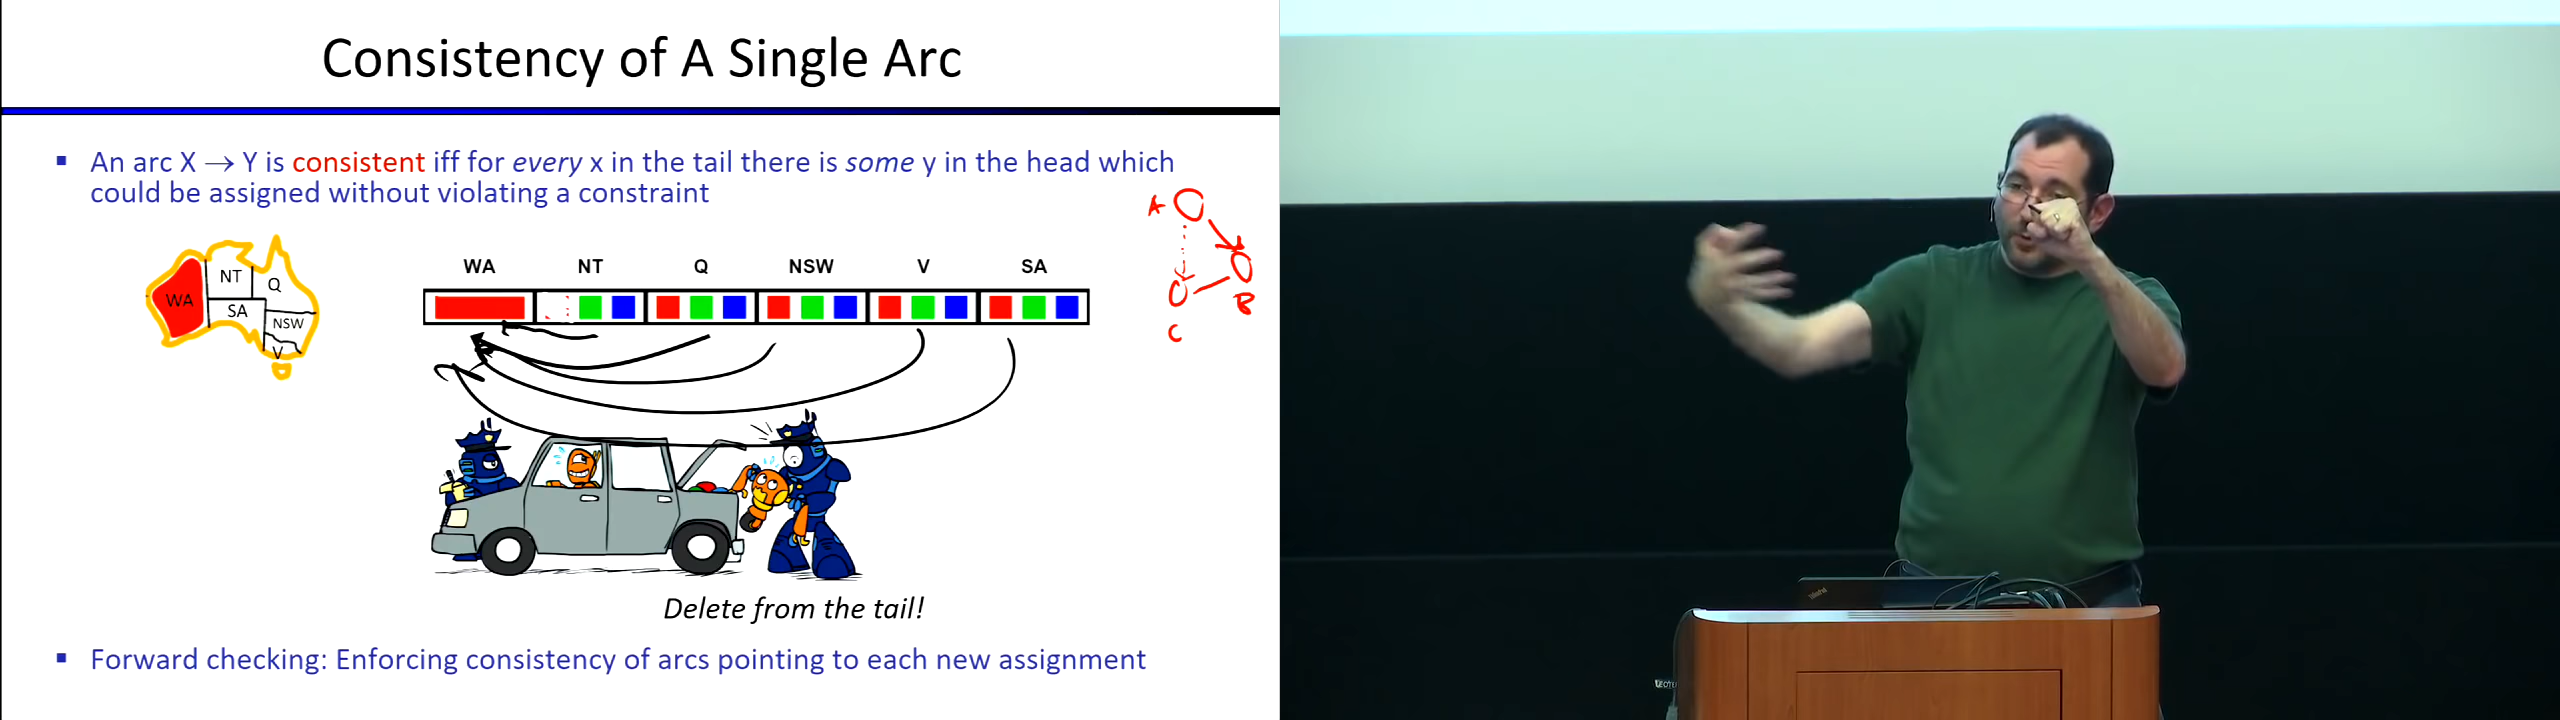 Consistency of A Single Arc
▪ An arc X → Y is consistent iff for every x in the tail there is some y in the head which
could be assigned without violating a constraint
A
B
C
WA NT Q NSW V SA
WA
NT
Q
SA
NSW
V
Delete from the tail!
▪ Forward checking: Enforcing consistency of arcs pointing to each new assignment